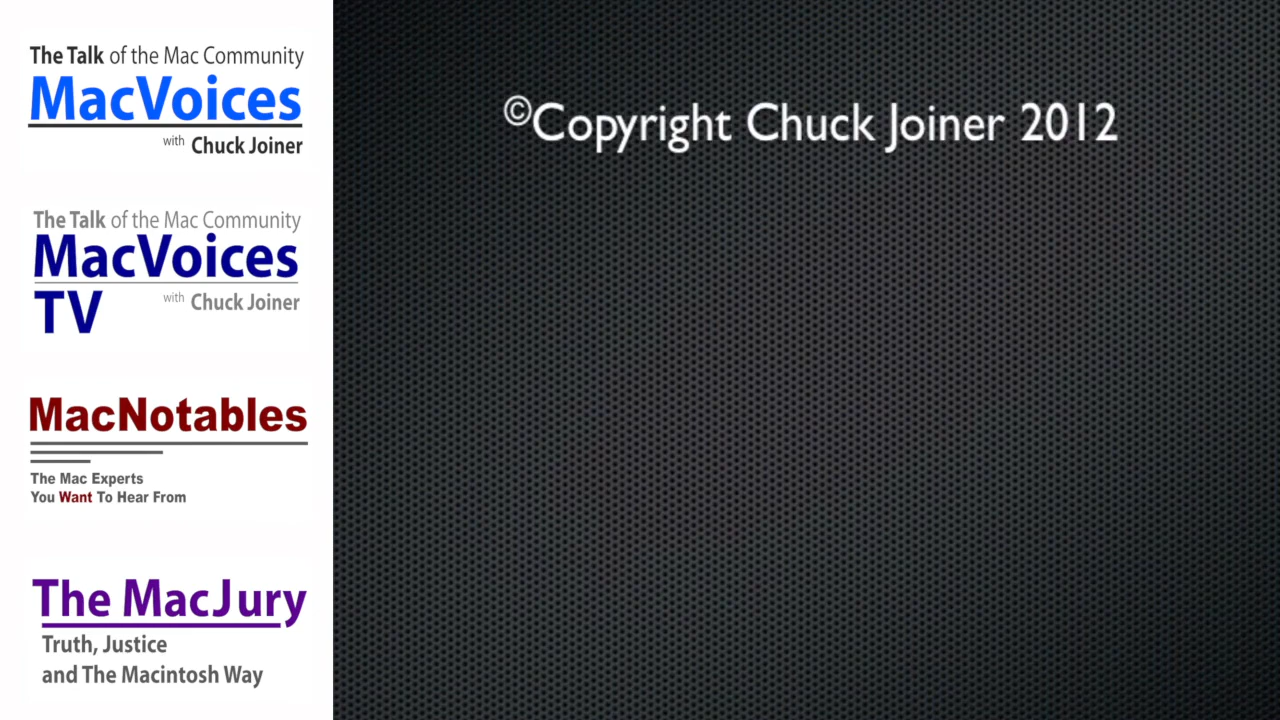 The Talk of the Mac Community
MacVoices
with Chuck Joiner
The Talk of the Mac Community
MacVoices
TV with Chuck Joiner
MacNotables
The Mac Experts
You Want To Hear From
The MacJury
Truth, Justice
and The Macintosh Way
©Copyright Chuck Joiner 2012